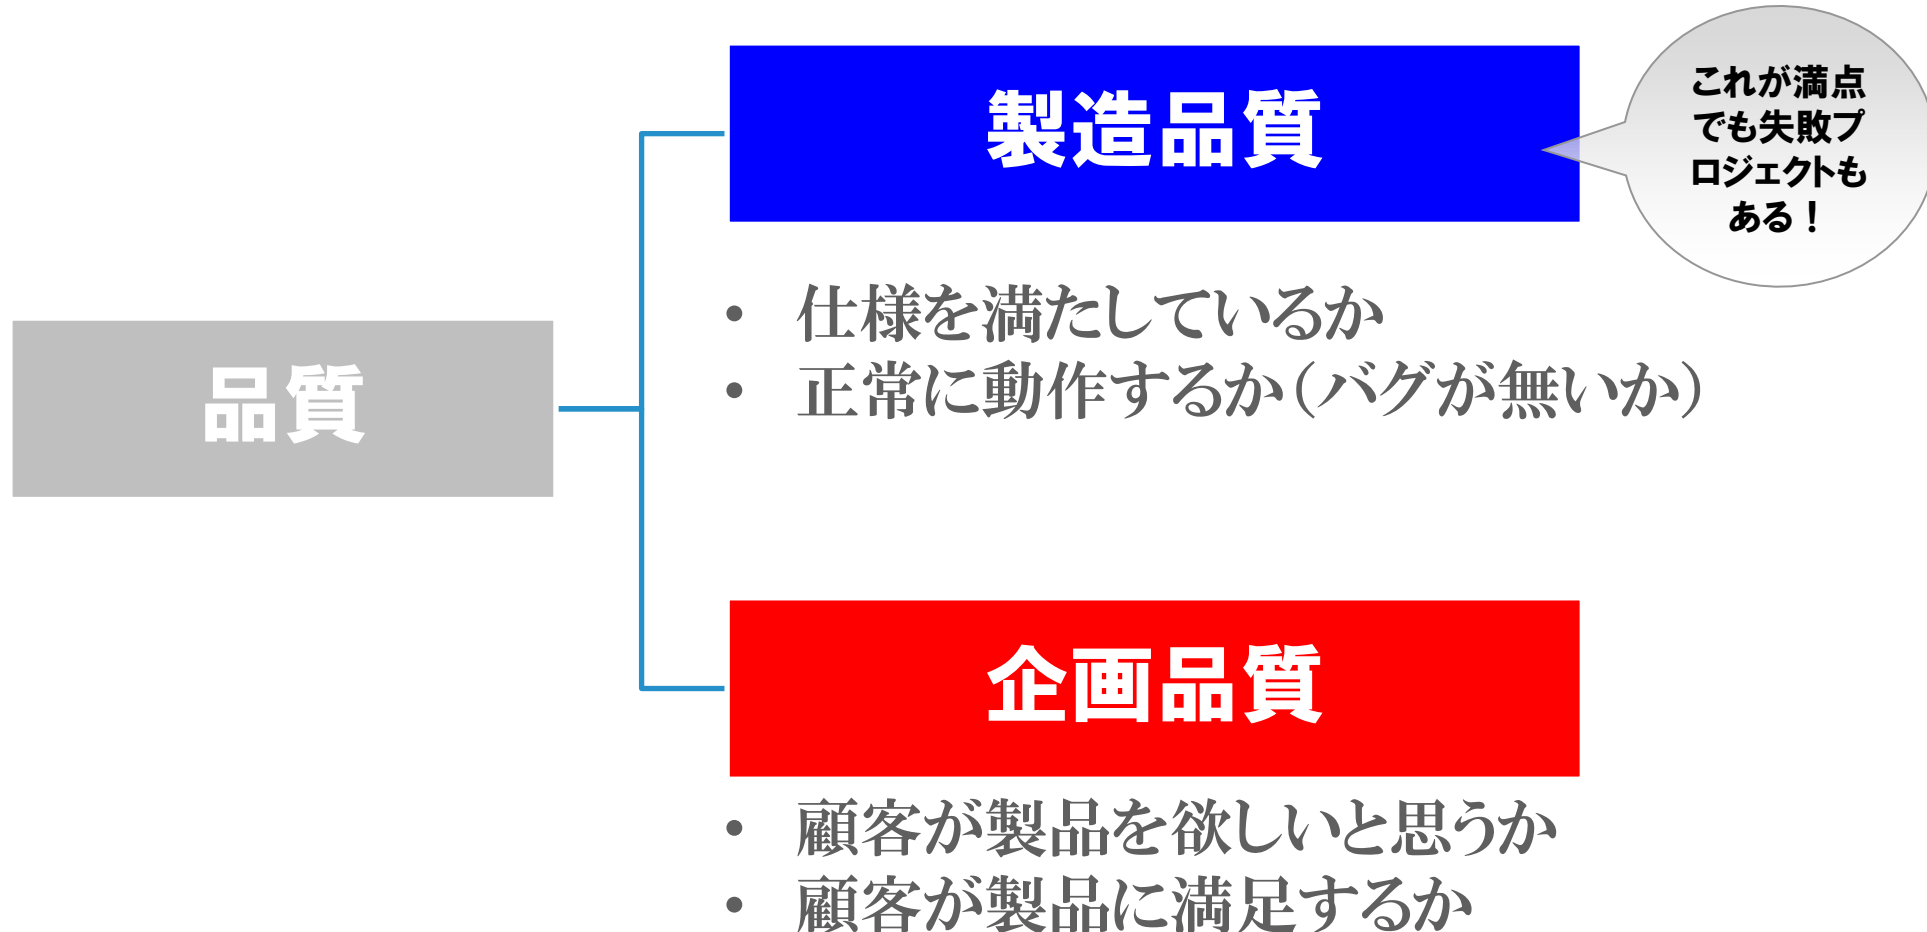 品質
製造品質
これが満点
でも失敗プ
ロジェクトも
ある！
• 仕様を満たしているか
• 正常に動作するか（バグが無いか）
企画品質
• 顧客が製品を欲しいと思うか
• 顧客が製品に満足するか